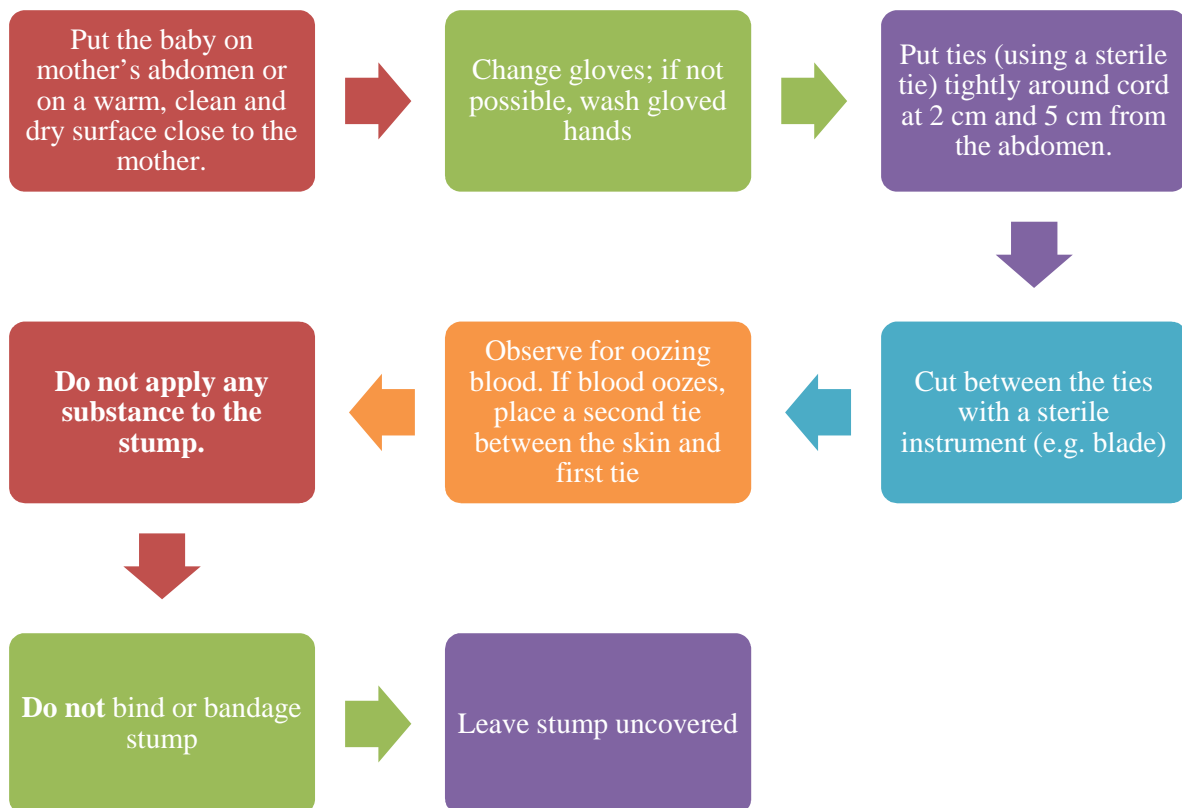 Put the baby on
mother’s abdomen or
on a warm, clean and
dry surface close to the
mother.
Change gloves; if not
possible, wash gloved
hands
Put ties (using a sterile
tie) tightly around cord
at 2 cm and 5 cm from
the abdomen.
Cut between the ties
with a sterile
instrument (e.g. blade)
Observe for oozing
blood. If blood oozes,
place a second tie
between the skin and
first tie
Do not apply any
substance to the
stump.
Do not bind or bandage
stump
Leave stump uncovered